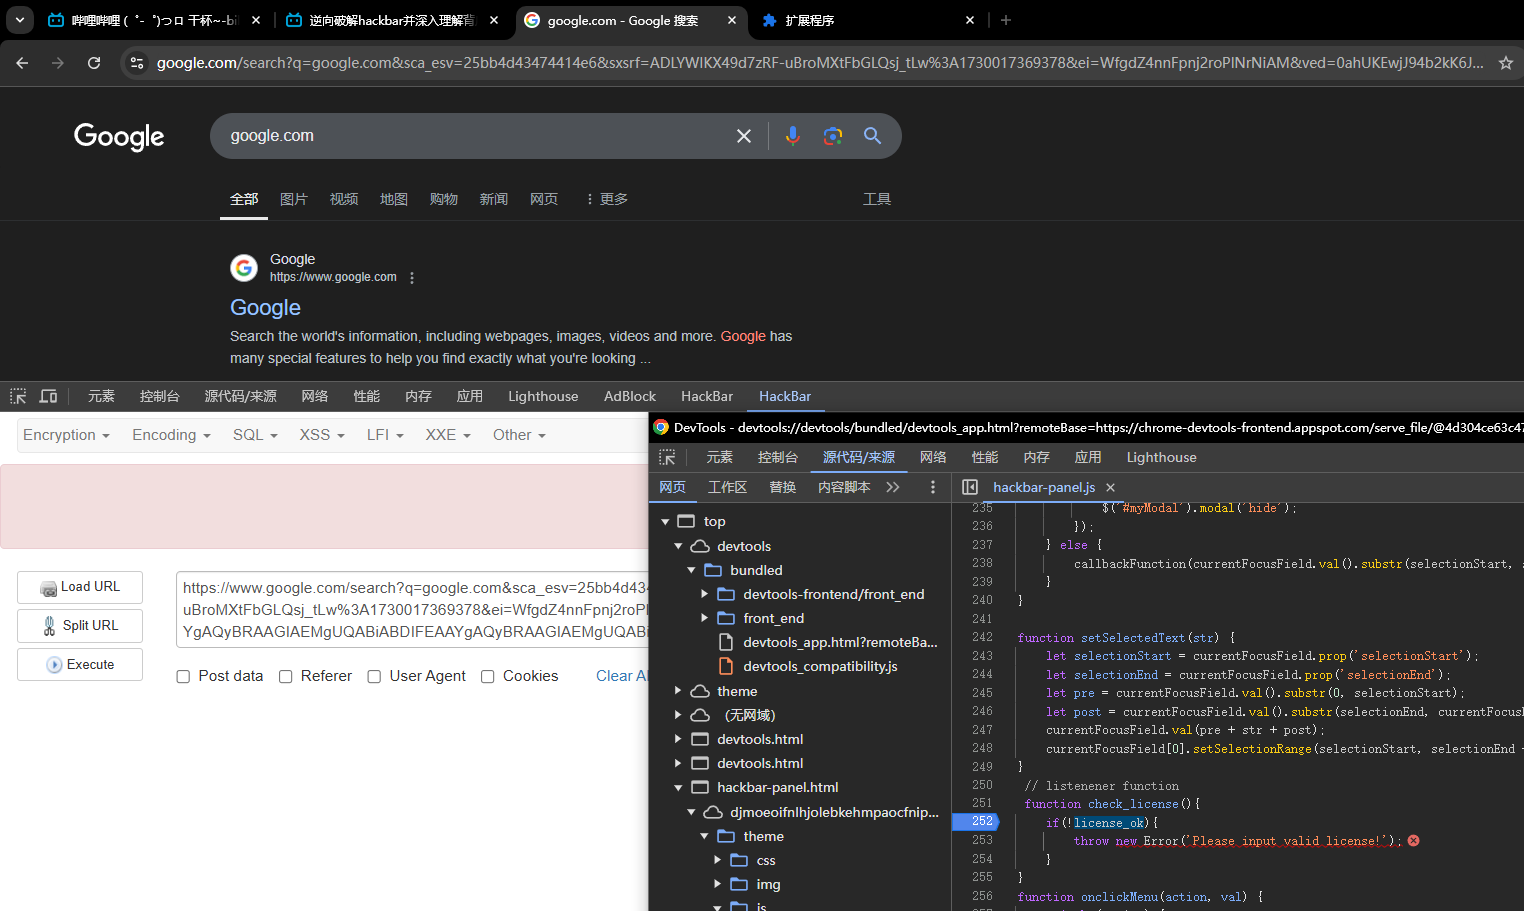 哔哩哔哩 (゜-゜)つロ 干杯~-bi
逆向破解hackbar并深入理解背
google.com - Google 搜索
扩展程序
google.com/search?q=google.com&sca_esv=25bb4d43474414e6&sxsrf=ADLYWIKX49d7zRF-uBroMXtFbGLQsj_tLw%3A1730017369378&ei=WfgdZ4nnFpnj2roPlNrNiAM&ved=0ahUKEwjJ94b2kK6J...
Google
google.com
全部 图片 视频 地图 购物 新闻 网页 更多 工具
Google
https://www.google.com
Google
Search the world's information, including webpages, images, videos and more. Google has
many special features to help you find exactly what you're looking ...
元素 控制台 源代码/来源 网络 性能 内存 应用 Lighthouse AdBlock HackBar HackBar
Encryption Encoding SQL XSS LFI XXE Other
Load URL
Split URL
Execute
https://www.google.com/search?q=google.com&sca_esv=25bb4d434
uBroMXtFbGLQsj_tLw%3A1730017369378&ei=WfgdZ4nnFpnj2roPl
YgAQyBRAAGIAEMgUQABiABDIFEAAYgAQyBRAAGIAEMgUQABi
Post data Referer User Agent Cookies Clear Al
DevTools - devtools://devtools/bundled/devtools_app.html?remoteBase=https://chrome-devtools-frontend.appspot.com/serve_file/@4d304ce63c47
元素 控制台 源代码/来源 网络 性能 内存 应用 Lighthouse
网页 工作区 替换 内容脚本
top
devtools
bundled
devtools-frontend/front_end
front_end
devtools_app.html?remoteBa...
devtools_compatibility.js
theme
(无网域)
devtools.html
devtools.html
hackbar-panel.html
djmoeoifnlhjolebkehmpaocfnip...
theme
css
img
js
hackbar-panel.js
235 $('#myModal').modal('hide');
236 });
237 } else {
238 callbackFunction(currentFocusField.val().substr(selectionStart,
239 }
240 }
241
242 function setSelectedText(str) {
243 let selectionStart = currentFocusField.prop('selectionStart');
244 let selectionEnd = currentFocusField.prop('selectionEnd');
245 let pre = currentFocusField.val().substr(0, selectionStart);
246 let post = currentFocusField.val().substr(selectionEnd, currentFocus
247 currentFocusField.val(pre + str + post);
248 currentFocusField[0].setSelectionRange(selectionStart, selectionEnd
249 }
250 // listenener function
251 function check_license(){
252 if(!license_ok){
253 throw new Error('Please input valid license!');
254 }
255 }
256 function onclickMenu(action, val) {